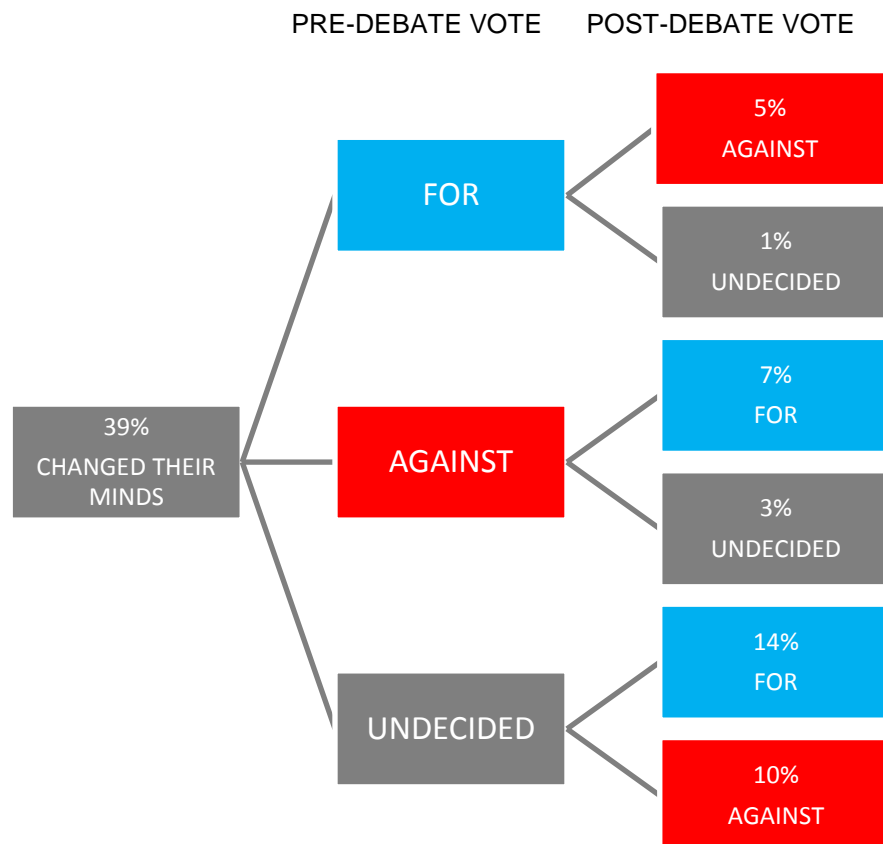 PRE-DEBATE VOTE
POST-DEBATE VOTE
5%
AGAINST
FOR
1%
UNDECIDED
7%
FOR
39%
CHANGED THEIR
MINDS
AGAINST
3%
UNDECIDED
14%
FOR
UNDECIDED
10%
AGAINST